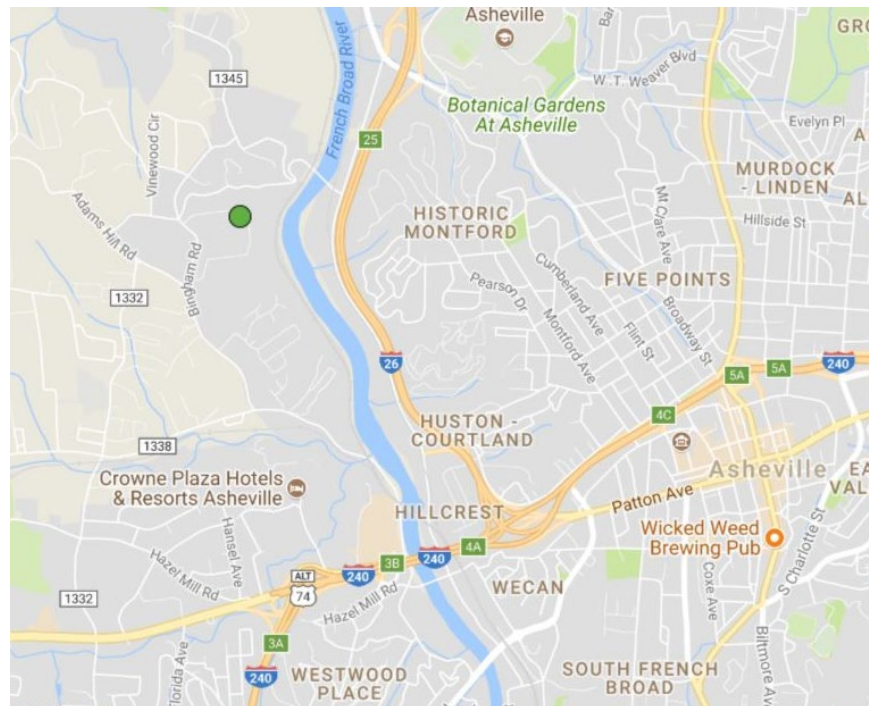 Asheville
GRO
Bar
W. T. Weaver Blvd
1345
French Broad River
Botanical Gardens
At Asheville
Evelyn Pl
25
Vinewood Cir
MURDOCK
- LINDEN
A
AL
Adams Hill Rd
HISTORIC
MONTFORD
Mt Clare Ave
Hillside St
Bingham Rd
Pearson Dr
Cumberland Ave
FIVE POINTS
1332
Montford Ave
Flint St
Broadway St
26
5A
5A
240
HUSTON -
COURTLAND
4C
1338
Asheville
EA
VAL
Crowne Plaza Hotels
& Resorts Asheville
HILLCREST
Patton Ave
Wicked Weed
Brewing Pub
Hansel Ave
Hazel Mill Rd
3B
240
4A
240
ALT
74
S Charlotte St
Coxe Ave
1332
Hazel Mill Rd
WECAN
3A
Florida Ave
240
WESTWOOD
PLACE
SOUTH FRENCH
BROAD
Biltmore Ave